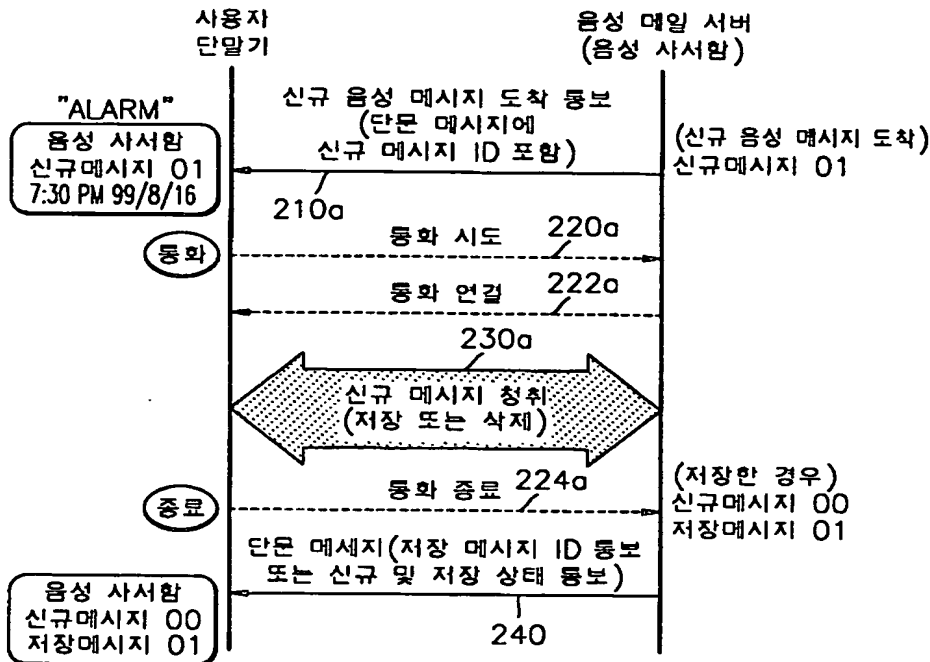 사용자
단말기
음성 메일 서버
(음성 사서함)
"ALARM"
음성 사서함
신규메시지 01
7:30 PM 99/8/16
신규 음성 메시지 도착 통보
(단문 메시지에
신규 메시지 ID 포함)
(신규 음성 메시지 도착)
신규메시지 01
210a
통화
통화 시도
220a
통화 연결
222a
230a
신규 메시지 청취
(저장 또는 삭제)
종료
통화 종료
224a
(저장한 경우)
신규메시지 00
저장메시지 01
단문 메세지(저장 메시지 ID 통보
또는 신규 및 저장 상태 통보)
240
음성 사서함
신규메시지 00
저장메시지 01